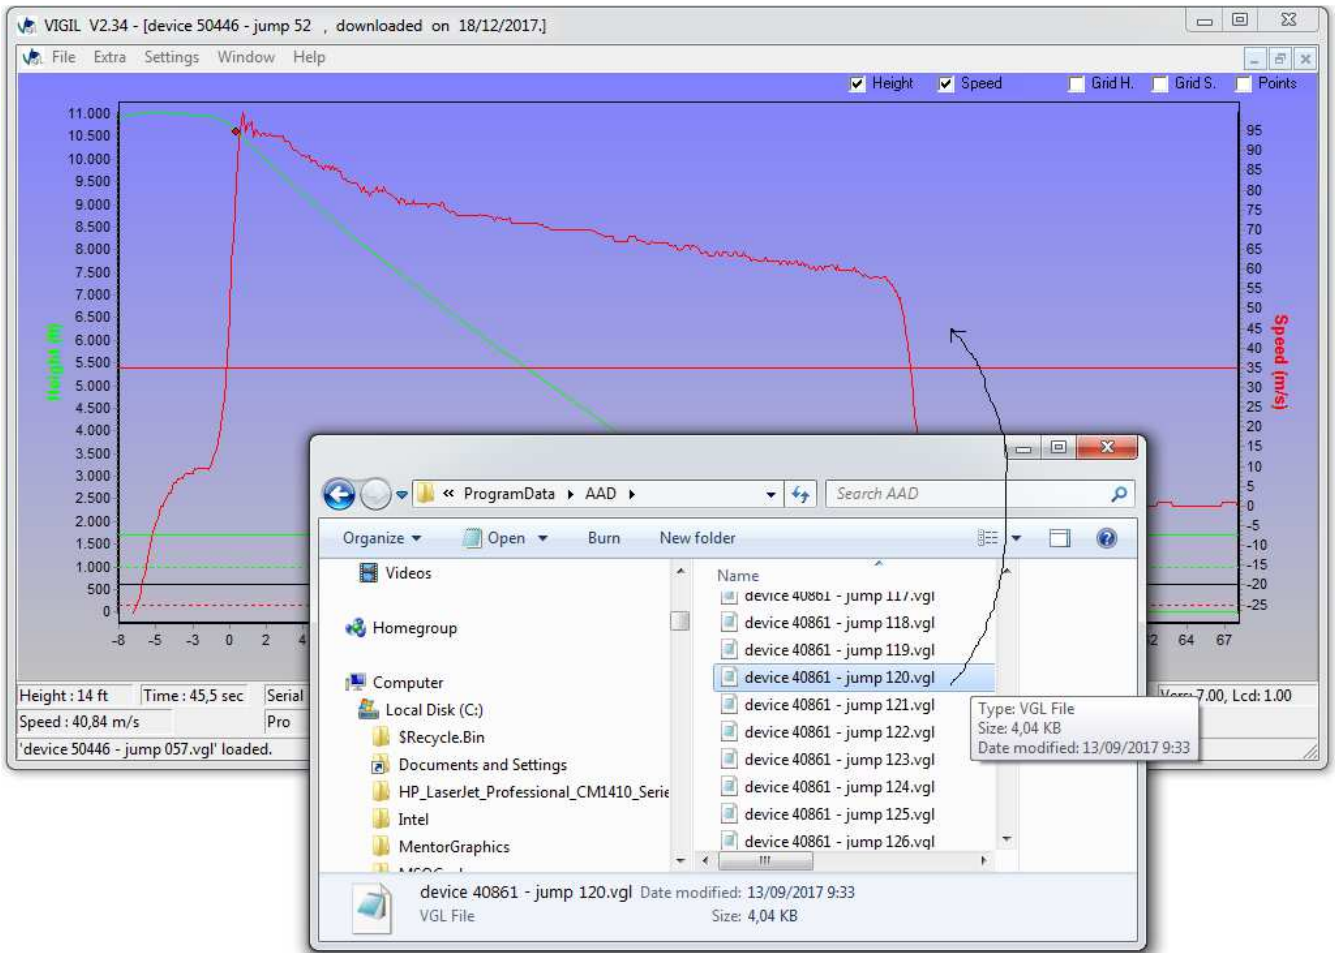 VIGIL V2.34 - [device 50446 - jump 52 , downloaded on 18/12/2017.]
File Extra Settings Window Help
Height Speed Grid H. Grid S. Points
11.000
10.500
10.000
9.500
9.000
8.500
8.000
7.500
7.000
6.500
6.000
5.500
5.000
4.500
4.000
3.500
3.000
2.500
2.000
1.500
1.000
500
0
Height (ft)
95
90
85
80
75
70
65
60
55
50
45
40
35
30
25
20
15
10
5
0
-5
-10
-15
-20
-25
Speed (m/s)
-8 -5 -3 0 2 4
64 67
Height : 14 ft Time : 45,5 sec Serial
Vers: 7.00, Lcd: 1.00
Speed : 40,84 m/s Pro
'device 50446 - jump 057.vgl' loaded.
« ProgramData AAD
Search AAD
Organize Open Burn New folder
Videos
Homegroup
Computer
Local Disk (C:)
$Recycle.Bin
Documents and Settings
HP_LaserJet_Professional_CM1410_Serie
Intel
MentorGraphics
Name
device 40861 - jump 117.vgl
device 40861 - jump 118.vgl
device 40861 - jump 119.vgl
device 40861 - jump 120.vgl
device 40861 - jump 121.vgl
device 40861 - jump 122.vgl
device 40861 - jump 123.vgl
device 40861 - jump 124.vgl
device 40861 - jump 125.vgl
device 40861 - jump 126.vgl
Type: VGL File
Size: 4,04 KB
Date modified: 13/09/2017 9:33
device 40861 - jump 120.vgl Date modified: 13/09/2017 9:33
VGL File Size: 4,04 KB